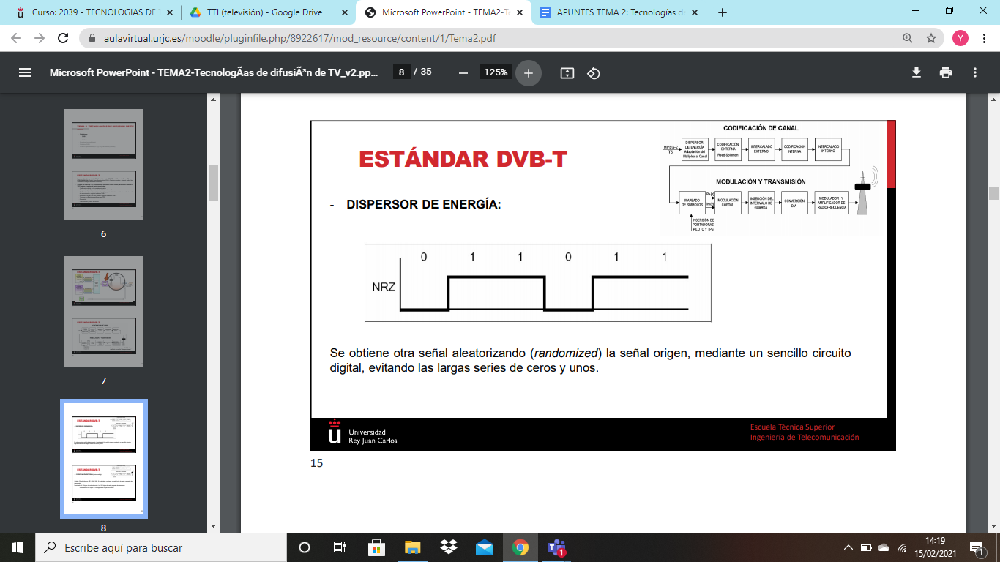 Curso: 2039 - TECNOLOGIAS DE T
TTI (televisión) - Google Drive
Microsoft PowerPoint - TEMA2-Te
APUNTES TEMA 2: Tecnologías de
aulavirtual.urjc.es/moodle/pluginfile.php/8922617/mod_resource/content/1/Tema2.pdf
Y
Microsoft PowerPoint - TEMA2-TecnologÃas de difusiÃ³n de TV_v2.pp...
8 / 35
125%
6
7
8
CODIFICACIÓN DE CANAL
MPEG-2
TS
DISPERSOR
DE ENERGÍA
Adaptación del
Múltiplex al Canal
CODIFICACIÓN
EXTERNA
Reed-Solomon
INTERCALADO
EXTERNO
CODIFICACIÓN
INTERNA
INTERCALADO
INTERNO
MODULACIÓN Y TRANSMISIÓN
MAPEADO
DE SÍMBOLOS
MODULACIÓN
COFDM
INSERCIÓN DEL
INTERVALO DE
GUARDA
CONVERSIÓN
D/A
MODULADOR Y
AMPLIFICADOR DE
RADIOFRECUENCIA
INSERCIÓN DE
PORTADORAS
PILOTO Y TPS
ESTÁNDAR DVB-T
- DISPERSOR DE ENERGÍA:
0 1 1 0 1 1
NRZ
Se obtiene otra señal aleatorizando (randomized) la señal origen, mediante un sencillo circuito
digital, evitando las largas series de ceros y unos.
Universidad
Rey Juan Carlos
Escuela Técnica Superior
Ingeniería de Telecomunicación
15
Escribe aquí para buscar
14:19
15/02/2021